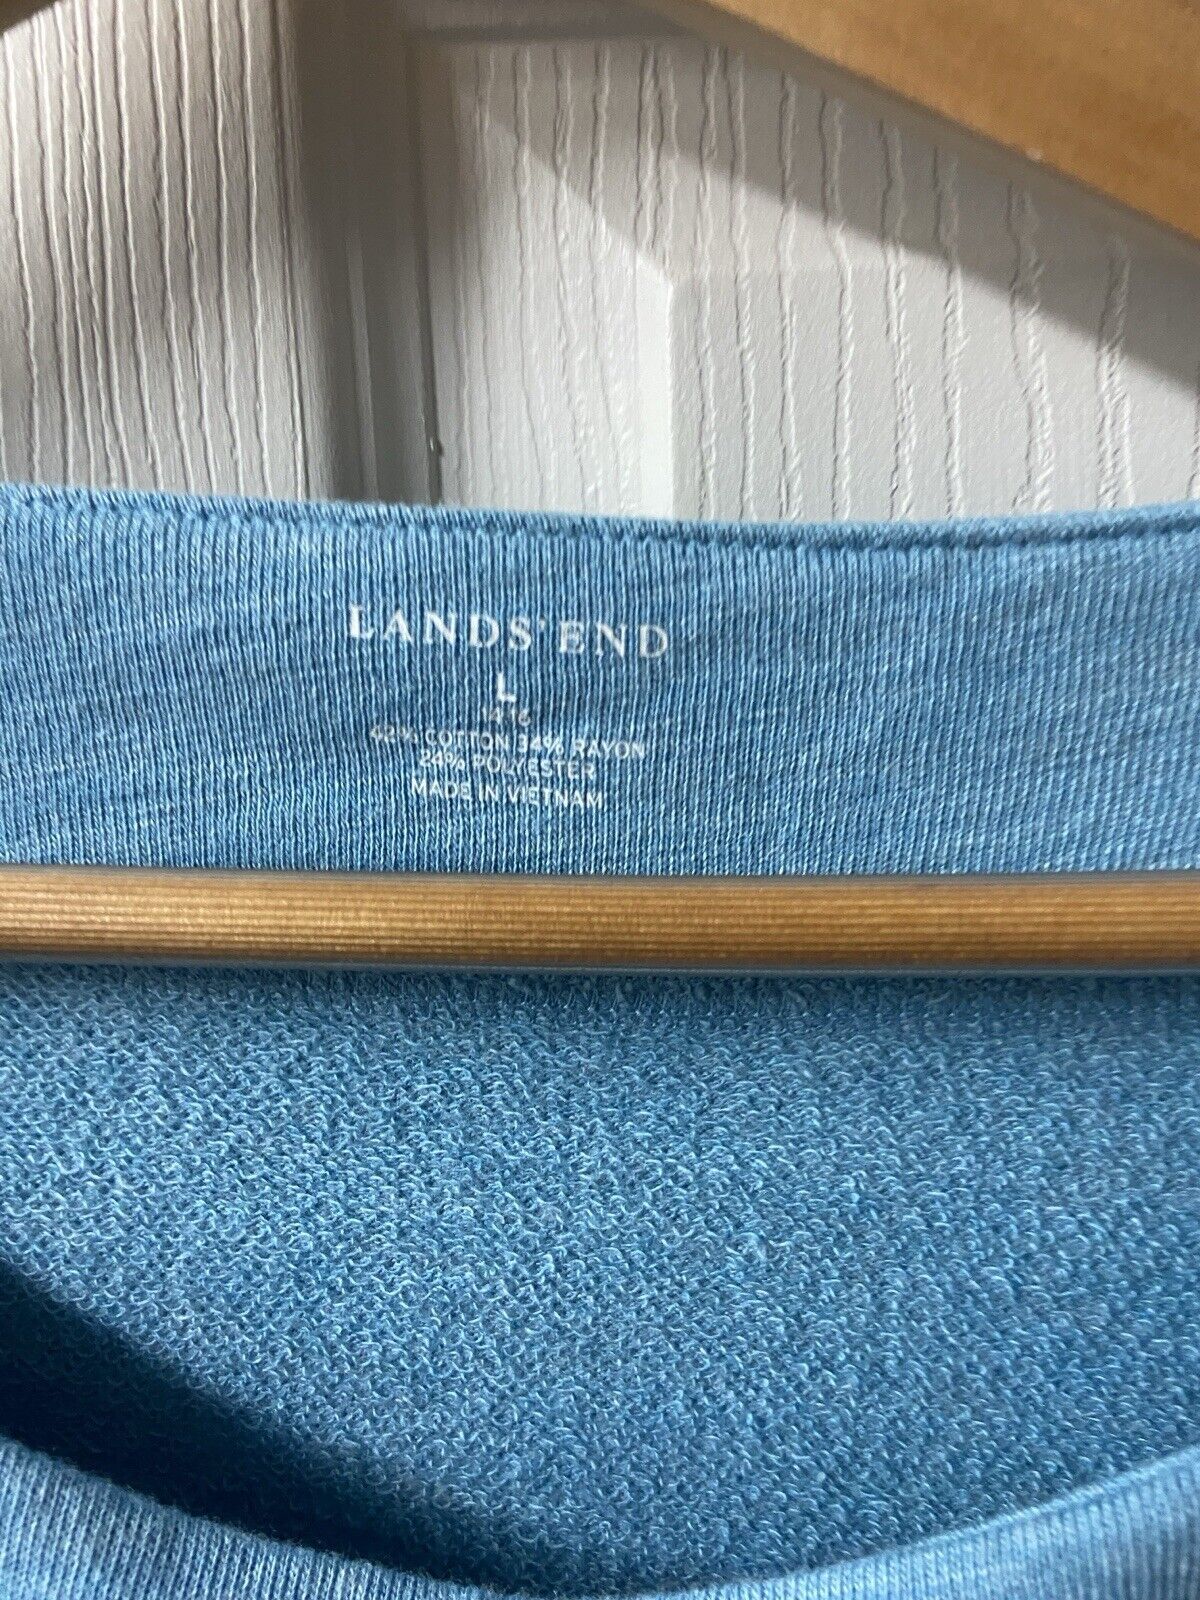 LANDS' END
L
14-16
42% COTTON 34% RAYON
24% POLYESTER
MADE IN VIETNAM